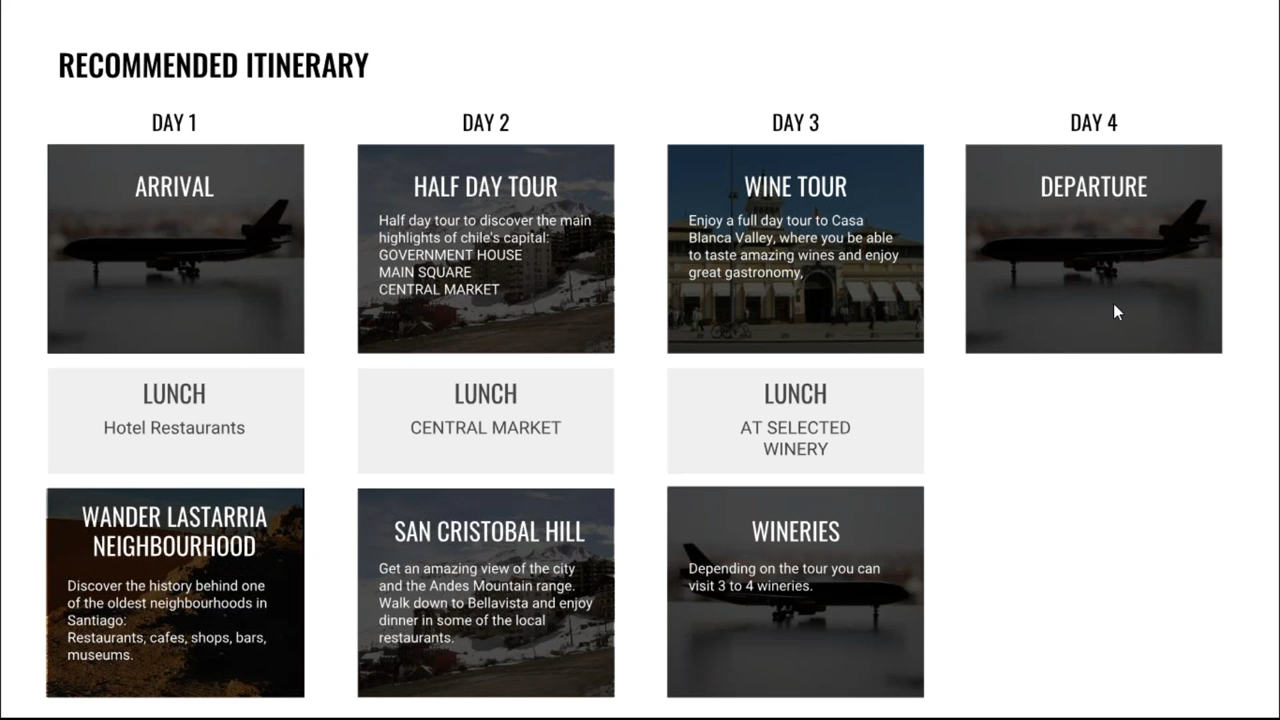 RECOMMENDED ITINERARY
DAY 1
ARRIVAL
LUNCH
Hotel Restaurants
WANDER LASTARRIA
NEIGHBOURHOOD
Discover the history behind one
of the oldest neighbourhoods in
Santiago:
Restaurants, cafes, shops, bars,
museums.
DAY 2
HALF DAY TOUR
Half day tour to discover the main
highlights of chile's capital:
GOVERNMENT HOUSE
MAIN SQUARE
CENTRAL MARKET
LUNCH
CENTRAL MARKET
SAN CRISTOBAL HILL
Get an amazing view of the city
and the Andes Mountain range.
Walk down to Bellavista and enjoy
dinner in some of the local
restaurants.
DAY 3
WINE TOUR
Enjoy a full day tour to Casa
Blanca Valley, where you be able
to taste amazing wines and enjoy
great gastronomy,
LUNCH
AT SELECTED
WINERY
WINERIES
Depending on the tour you can
visit 3 to 4 wineries.
DAY 4
DEPARTURE